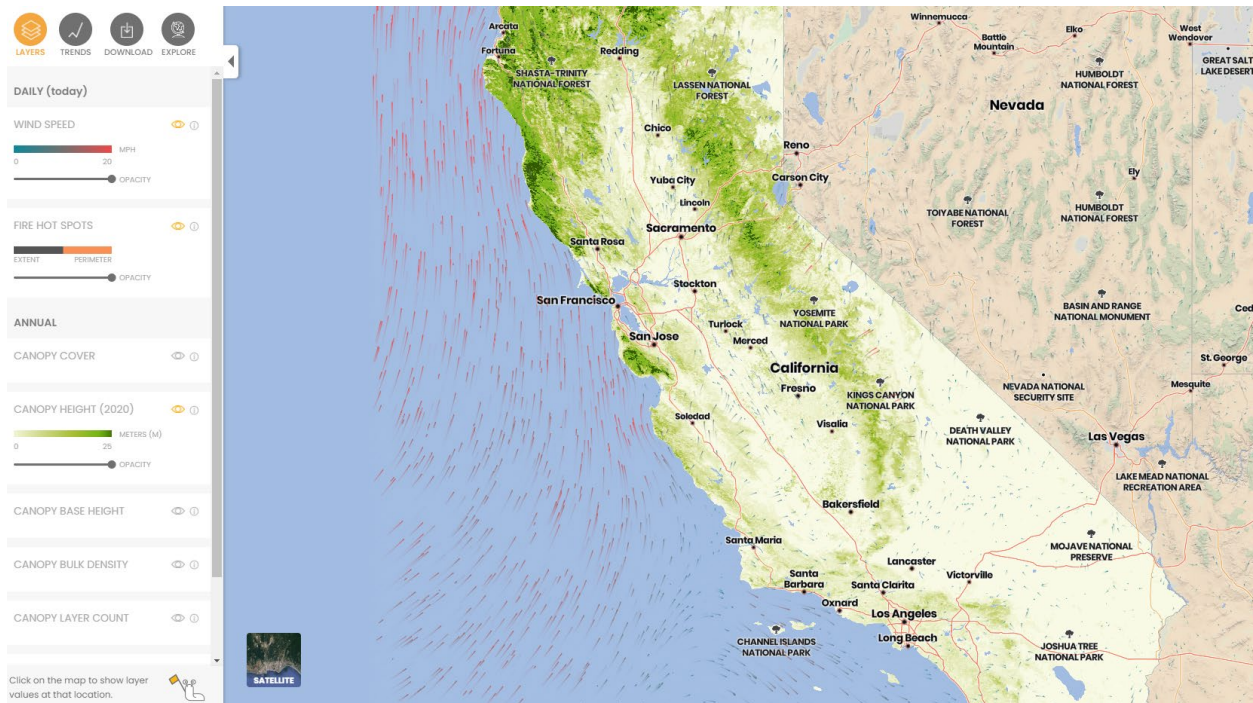 LAYERS
TRENDS
DOWNLOAD
EXPLORE
DAILY (today)
WIND SPEED
MPH
0
20
OPACITY
FIRE HOT SPOTS
EXTENT
PERIMETER
OPACITY
ANNUAL
CANOPY COVER
CANOPY HEIGHT (2020)
METERS (M)
0
25
OPACITY
CANOPY BASE HEIGHT
CANOPY BULK DENSITY
CANOPY LAYER COUNT
Click on the map to show layer
values at that location.
SATELLITE
Arcata
Fortuna
Redding
SHASTA-TRINITY
NATIONAL FOREST
LASSEN NATIONAL
FOREST
Chico
Yuba City
Lincoln
Sacramento
Santa Rosa
Stockton
San Francisco
San Jose
Turlock
Merced
YOSEMITE
NATIONAL PARK
California
Fresno
KINGS CANYON
NATIONAL PARK
Soledad
Visalia
Bakersfield
DEATH VALLEY
NATIONAL PARK
Santa Maria
Santa
Barbara
Lancaster
Santa Clarita
Victorville
Oxnard
Los Angeles
Long Beach
CHANNEL ISLANDS
NATIONAL PARK
MOJAVE NATIONAL
PRESERVE
JOSHUA TREE
NATIONAL PARK
Winnemucca
Battle
Mountain
Elko
West
Wendover
GREAT SALT
LAKE DESERT
HUMBOLDT
NATIONAL FOREST
Nevada
Reno
Carson City
Ely
TOIYABE NATIONAL
FOREST
HUMBOLDT
NATIONAL FOREST
BASIN AND RANGE
NATIONAL MONUMENT
Ced
St. George
Mesquite
NEVADA NATIONAL
SECURITY SITE
Las Vegas
LAKE MEAD NATIONAL
RECREATION AREA